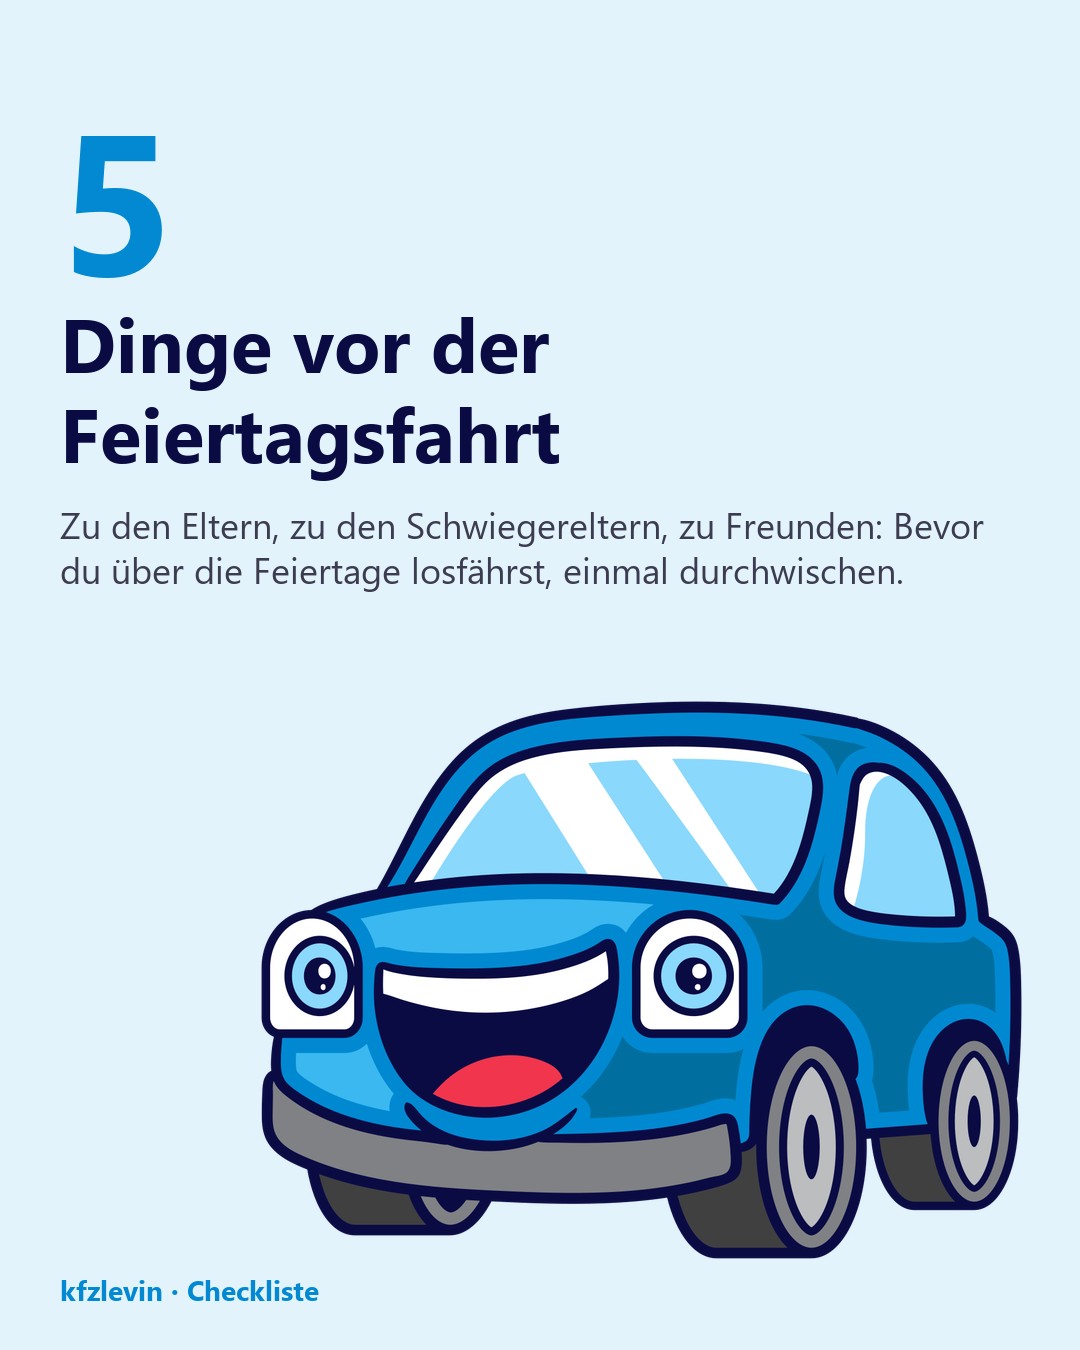 5
Dinge vor der
Feiertagsfahrt
Zu den Eltern, zu den Schwiegereltern, zu Freunden: Bevor
du über die Feiertage losfährst, einmal durchwischen.
kfzlevin · Checkliste